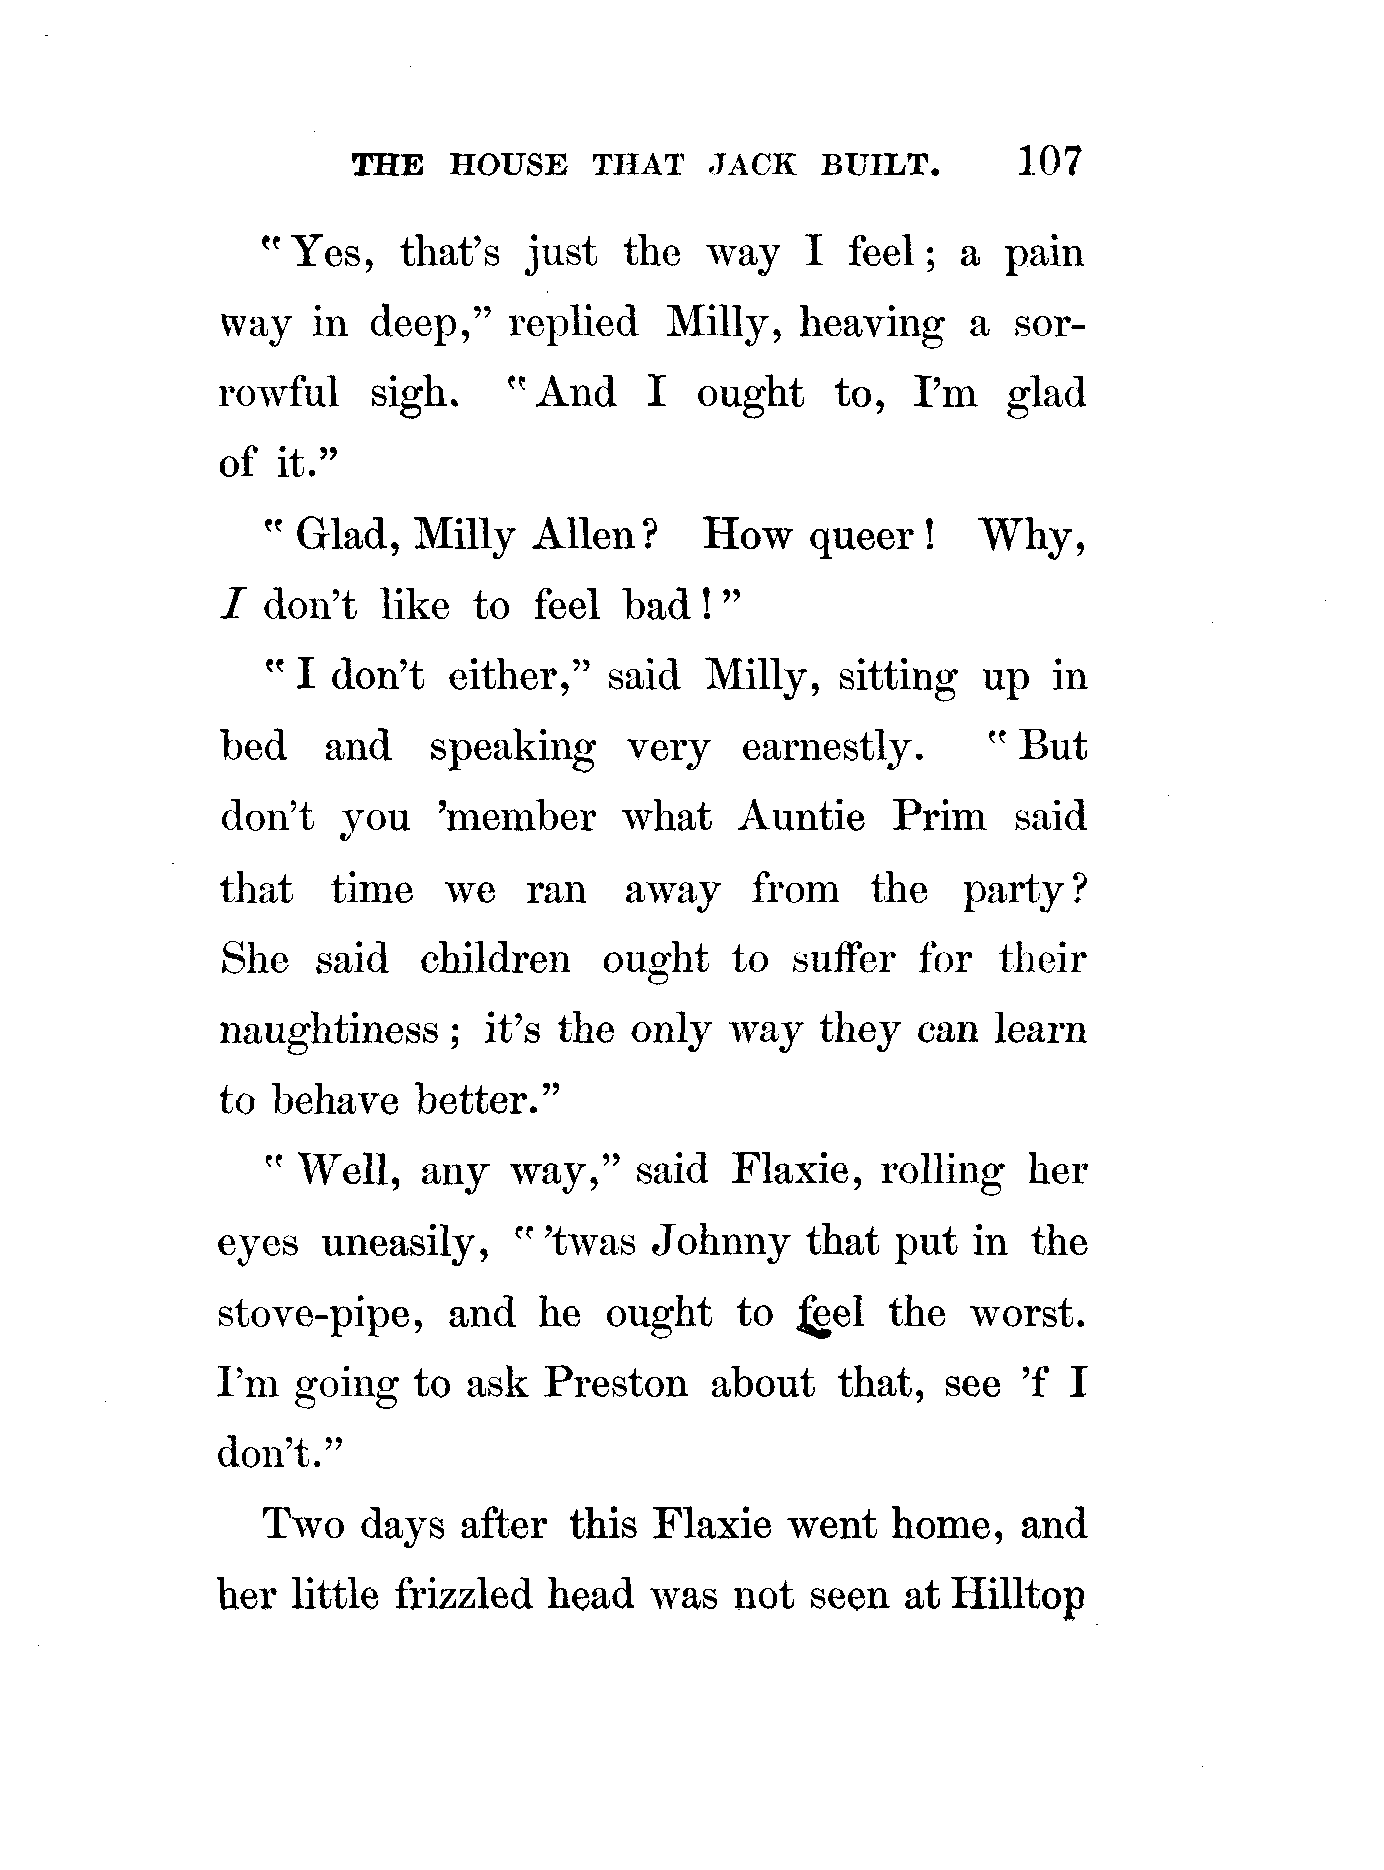 THE HOUSE THAT JACK BUILT. 107
"Yes, that's just the way I feel; a pain
way in deep," replied Milly, heaving a sor-
rowful sigh. "And I ought to, I'm glad
of it."
"Glad, Milly Allen? How queer! Why,
I don't like to feel bad!"
"I don't either," said Milly, sitting up in
bed and speaking very earnestly. "But
don't you 'member what Auntie Prim said
that time we ran away from the party?
She said children ought to suffer for their
naughtiness; it's the only way they can learn
to behave better."
"Well, any way," said Flaxie, rolling her
eyes uneasily, "'twas Johnny that put in the
stove-pipe, and he ought to feel the worst.
I'm going to ask Preston about that, see 'f I
don't."
Two days after this Flaxie went home, and
her little frizzled head was not seen at Hilltop